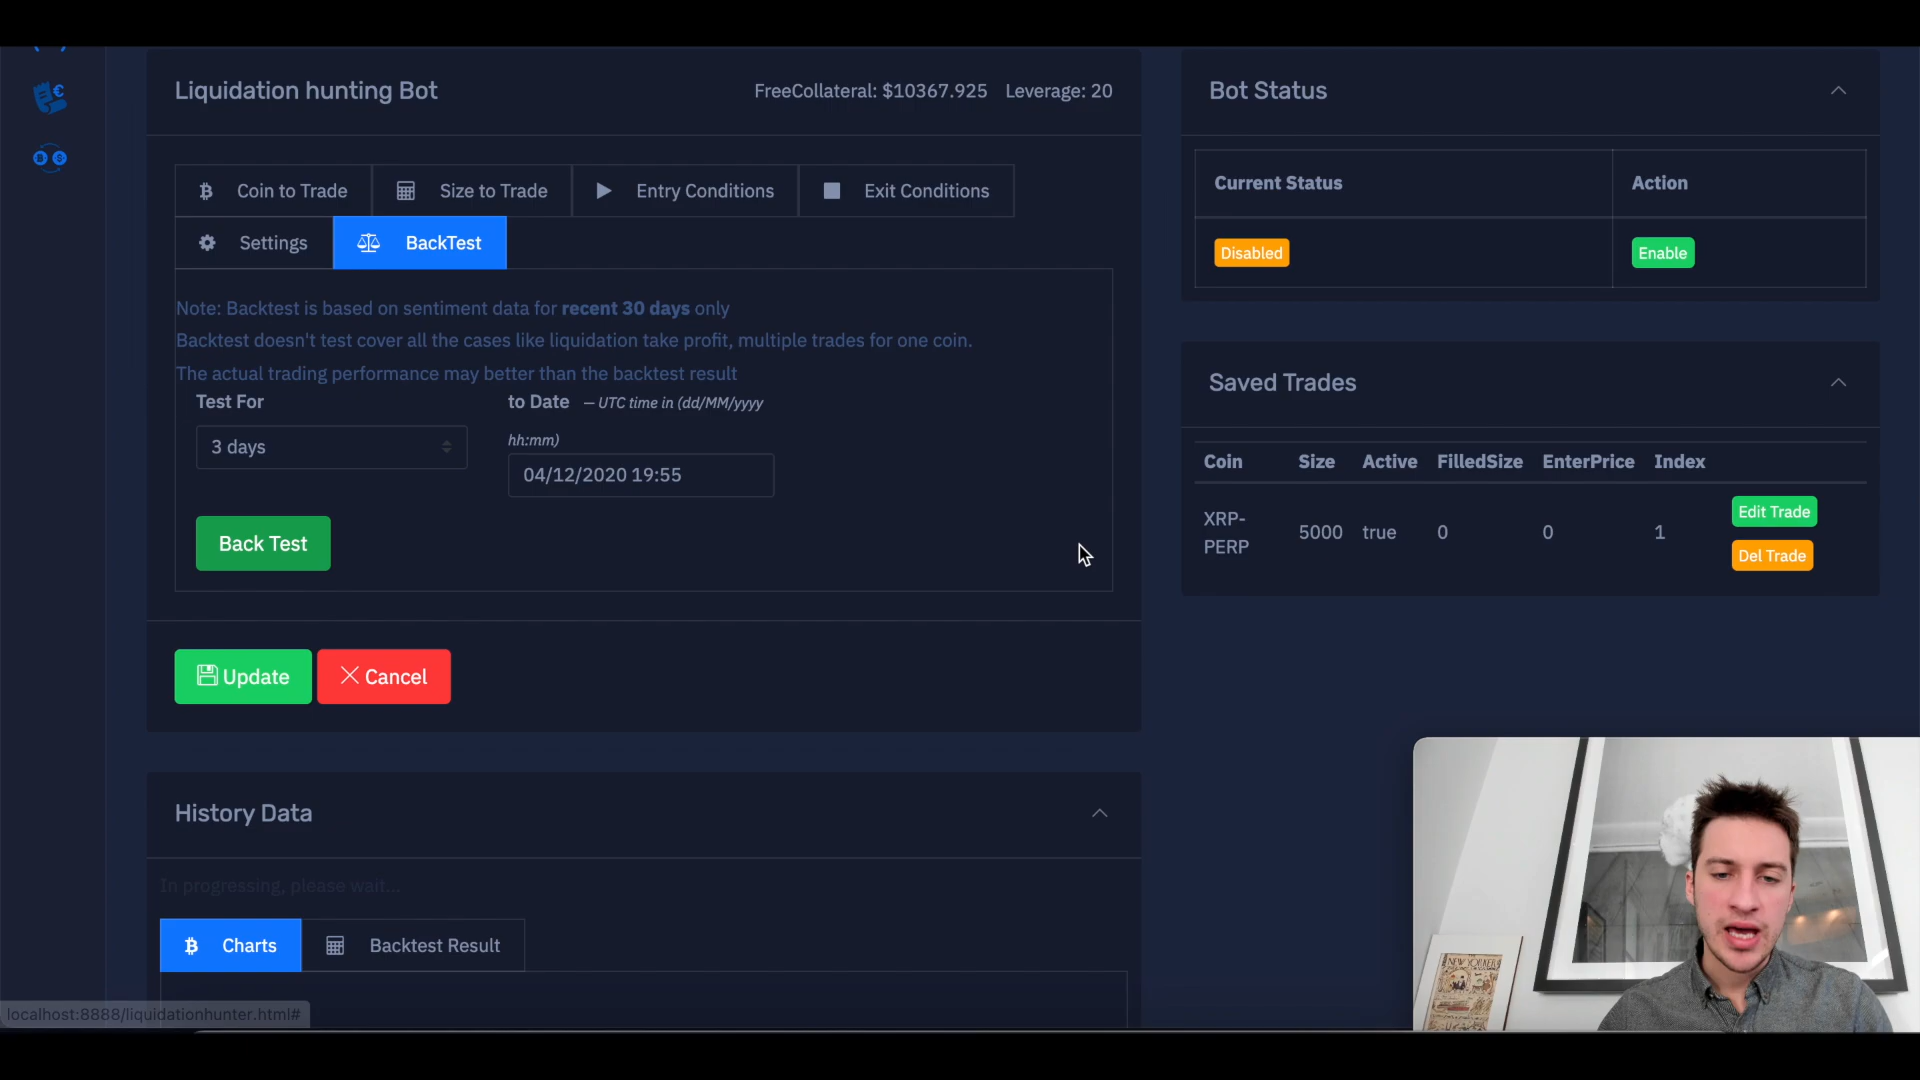 Liquidation hunting Bot
FreeCollateral: $10367.925 Leverage: 20
Coin to Trade
Size to Trade
Entry Conditions
Exit Conditions
Settings
BackTest
Note: Backtest is based on sentiment data for recent 30 days only
Backtest doesn't test cover all the cases like liquidation take profit, multiple trades for one coin.
The actual trading performance may better than the backtest result
Test For
3 days
to Date – UTC time in (dd/MM/yyyy
hh:mm)
04/12/2020 19:55
Back Test
Update
Cancel
History Data
In progressing, please wait...
Charts
Backtest Result
localhost:8888/liquidationhunter.html#
Bot Status
Current Status Action
Disabled Enable
Saved Trades
Coin Size Active FilledSize EnterPrice Index
XRP-
PERP
5000 true 0 0 1
Edit Trade
Del Trade
NEW YORKER